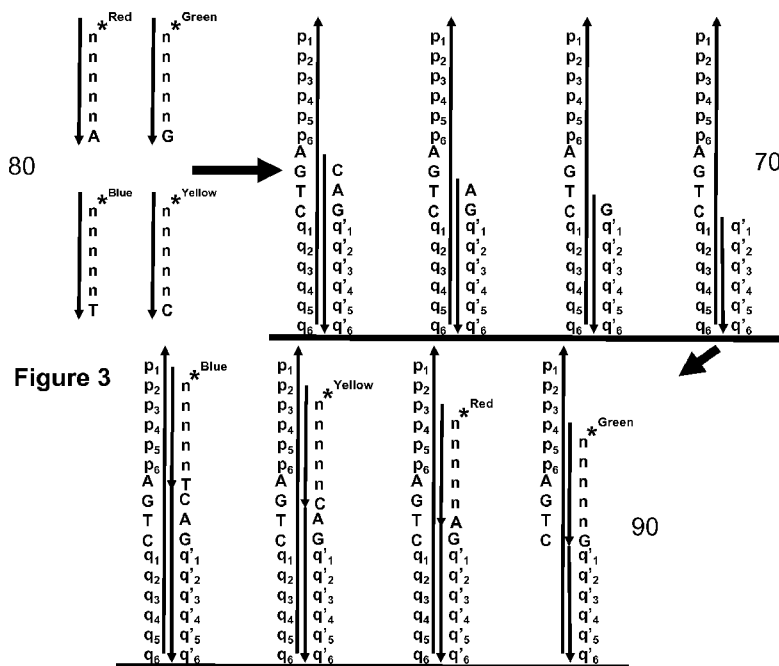 80
*Red
n
n
n
n
n
A
*Green
n
n
n
n
n
G
*Blue
n
n
n
n
n
T
*Yellow
n
n
n
n
n
C
p1
p2
p3
p4
p5
p6
A
G
T
C
q1
q2
q3
q4
q5
q6
C
A
G
q'1
q'2
q'3
q'4
q'5
q'6
p1
p2
p3
p4
p5
p6
A
G
T
C
q1
q2
q3
q4
q5
q6
A
G
q'1
q'2
q'3
q'4
q'5
q'6
p1
p2
p3
p4
p5
p6
A
G
T
C
q1
q2
q3
q4
q5
q6
G
q'1
q'2
q'3
q'4
q'5
q'6
p1
p2
p3
p4
p5
p6
A
G
T
C
q1
q2
q3
q4
q5
q6
q'1
q'2
q'3
q'4
q'5
q'6
70
Figure 3
p1
p2
p3
p4
p5
p6
A
G
T
C
q1
q2
q3
q4
q5
q6
*Blue
n
n
n
n
n
T
C
A
G
q'1
q'2
q'3
q'4
q'5
q'6
p1
p2
p3
p4
p5
p6
A
G
T
C
q1
q2
q3
q4
q5
q6
*Yellow
n
n
n
n
n
C
A
G
q'1
q'2
q'3
q'4
q'5
q'6
p1
p2
p3
p4
p5
p6
A
G
T
C
q1
q2
q3
q4
q5
q6
*Red
n
n
n
n
n
A
G
q'1
q'2
q'3
q'4
q'5
q'6
p1
p2
p3
p4
p5
p6
A
G
T
C
q1
q2
q3
q4
q5
q6
*Green
n
n
n
n
n
G
q'1
q'2
q'3
q'4
q'5
q'6
90